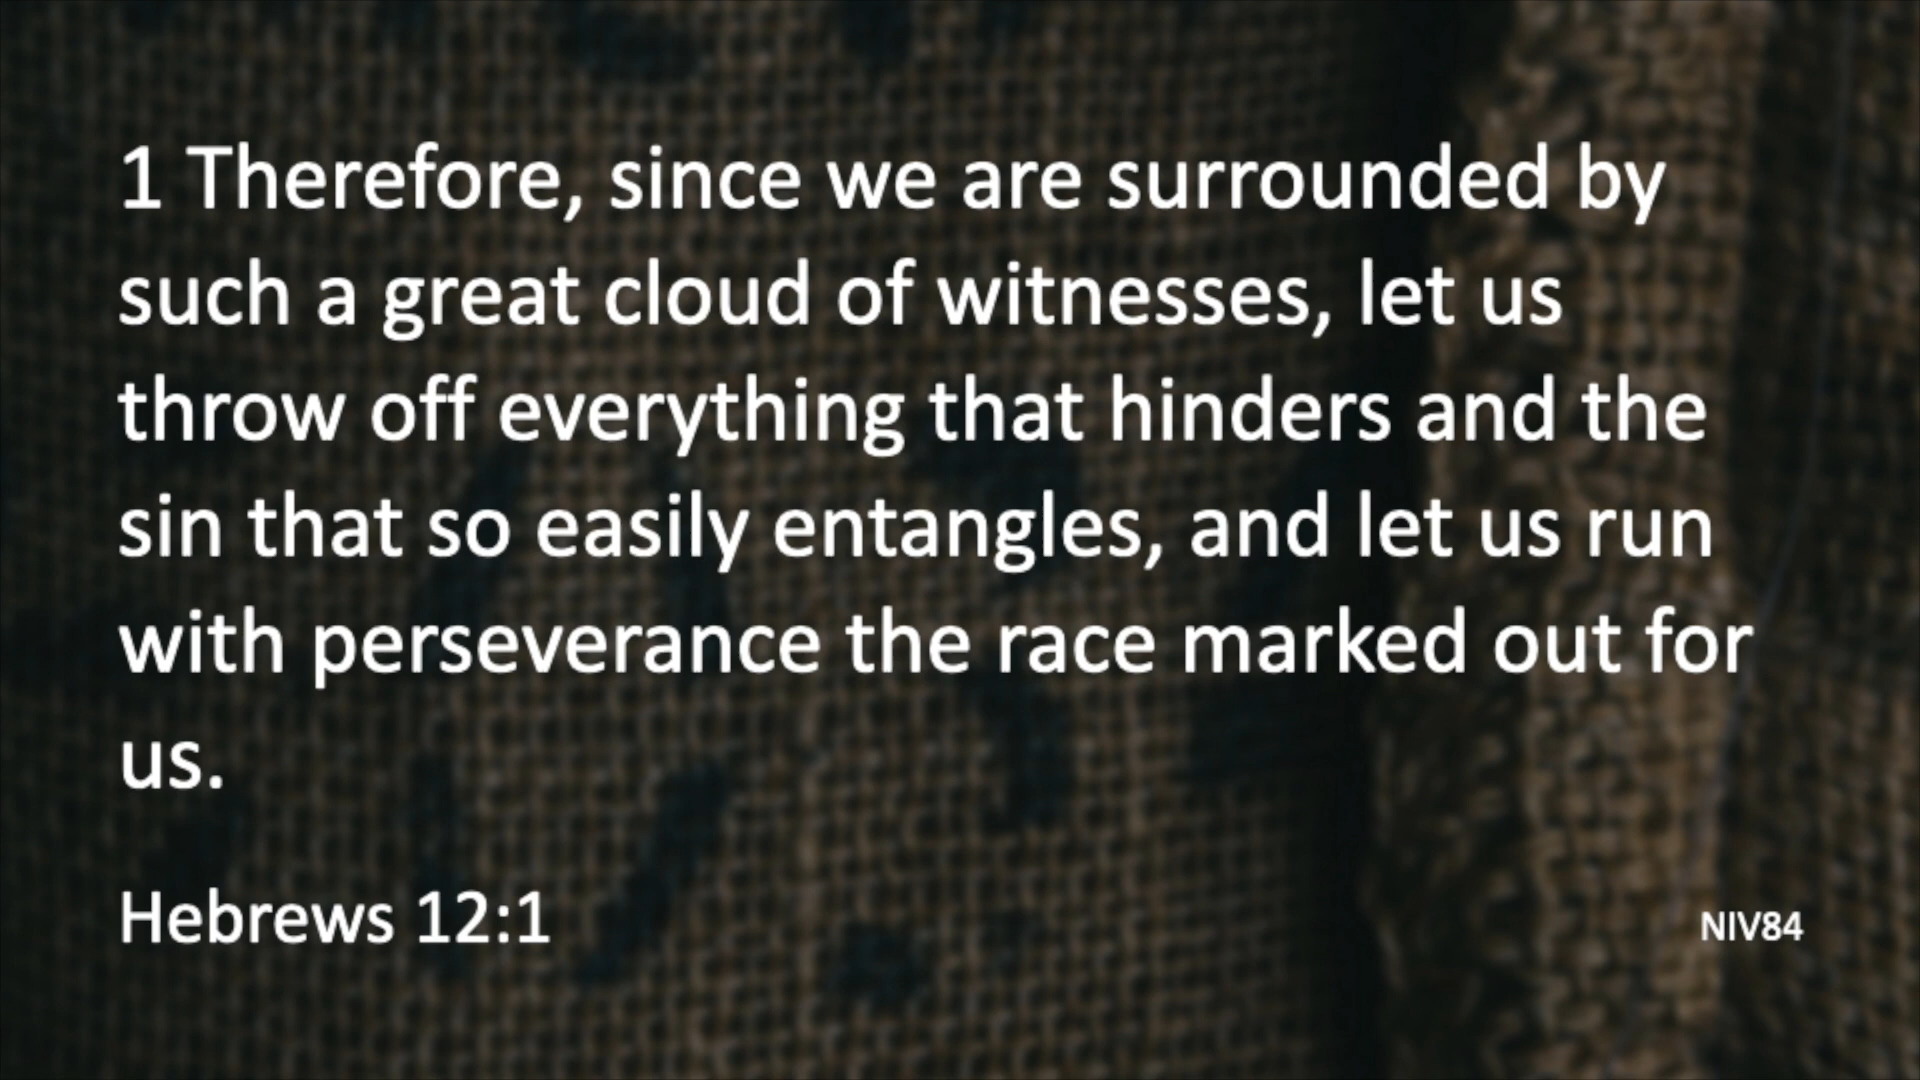 1 Therefore, since we are surrounded by
such a great cloud of witnesses, let us
throw off everything that hinders and the
sin that so easily entangles, and let us run
with perseverance the race marked out for
us.
Hebrews 12:1
NIV84